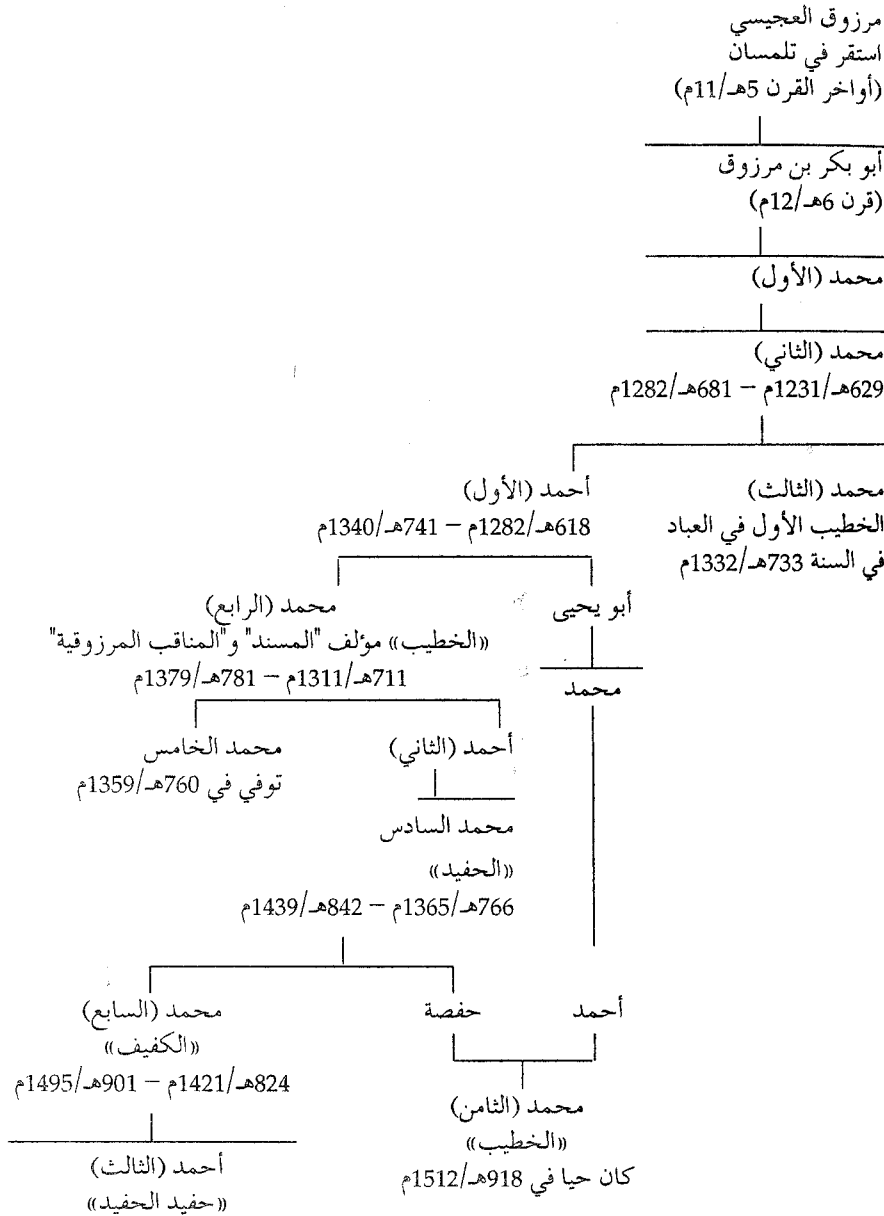 مرزوق العجيسي
استقر في تلمسان
(أواخر القرن 5هـ/11م)
أبو بكر بن مرزوق
(قرن 6هـ/12م)
محمد (الأول)
محمد (الثاني)
629هـ/1231م – 681هـ/1282م
محمد (الثالث)
الخطيب الأول في العباد
في السنة 733هـ/1332م
أحمد (الأول)
618هـ/1282م – 741هـ/1340م
أبو يحيى
محمد
محمد (الرابع)
«الخطيب» مؤلف "المسند" و"المناقب المرزوقية"
711هـ/1311م – 781هـ/1379م
أحمد (الثاني)
محمد الخامس
توفي في 760هـ/1359م
محمد السادس
«الحفيد»
766هـ/1365م – 842هـ/1439م
أحمد
حفصة
محمد (السابع)
«الكفيف»
824هـ/1421م – 901هـ/1495م
محمد (الثامن)
«الخطيب»
كان حيا في 918هـ/1512م
أحمد (الثالث)
«حفيد الحفيد»